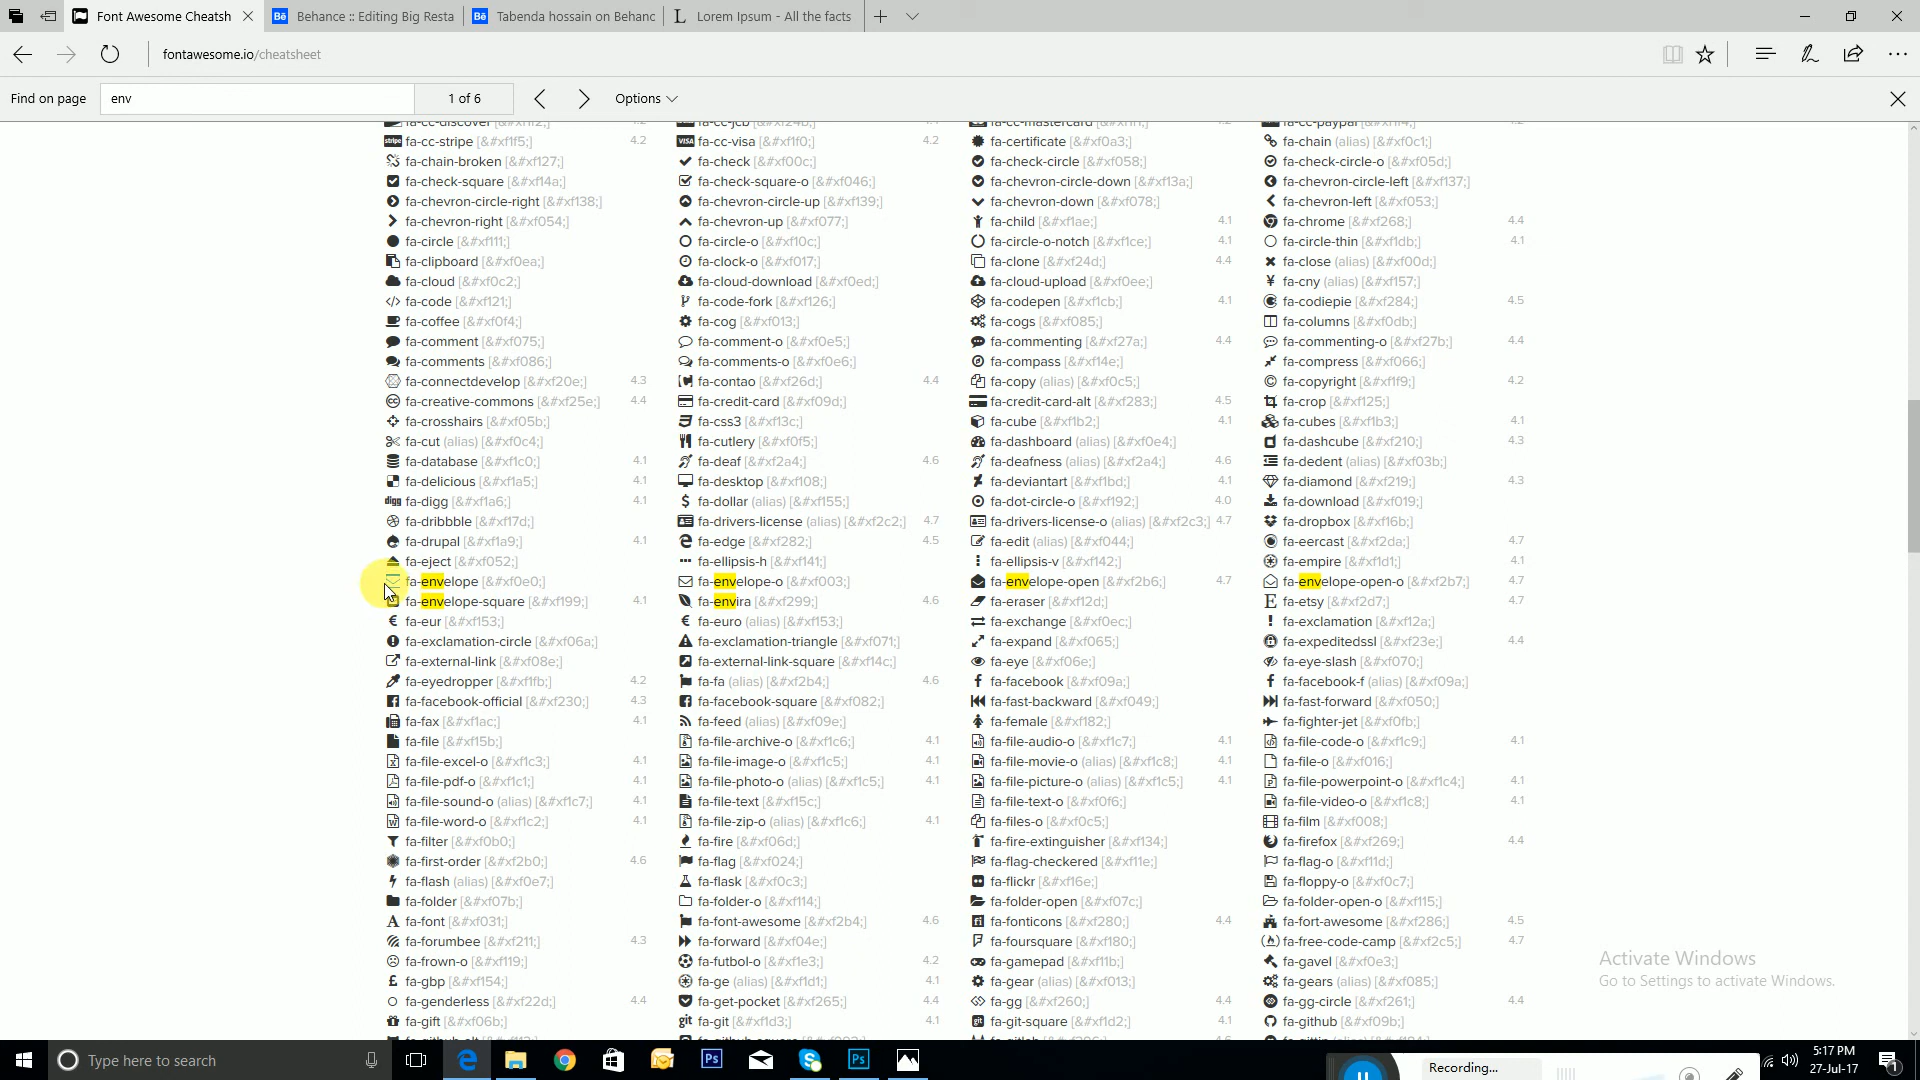 Font Awesome Cheatsh
Behance :: Editing Big Resta
Tabenda hossain on Behanc
Lorem Ipsum - All the facts
fontawesome.io/cheatsheet
Find on page env 1 of 6 Options
fa-cc-discover [&#xf1f2;] 4.2 fa-cc-jcb [&#xf24b;] 4.4 fa-cc-mastercard [&#xf1f1;] 4.2 fa-cc-paypal [&#xf1f4;] 4.2
fa-cc-stripe [&#xf1f5;] 4.2 fa-cc-visa [&#xf1f0;] 4.2 fa-certificate [&#xf0a3;] fa-chain (alias) [&#xf0c1;]
fa-chain-broken [&#xf127;] fa-check [&#xf00c;] fa-check-circle [&#xf058;] fa-check-circle-o [&#xf05d;]
fa-check-square [&#xf14a;] fa-check-square-o [&#xf046;] fa-chevron-circle-down [&#xf13a;] fa-chevron-circle-left [&#xf137;]
fa-chevron-circle-right [&#xf138;] fa-chevron-circle-up [&#xf139;] fa-chevron-down [&#xf078;] fa-chevron-left [&#xf053;]
fa-chevron-right [&#xf054;] fa-chevron-up [&#xf077;] fa-child [&#xf1ae;] 4.1 fa-chrome [&#xf268;] 4.4
fa-circle [&#xf111;] fa-circle-o [&#xf10c;] fa-circle-o-notch [&#xf1ce;] 4.1 fa-circle-thin [&#xf1db;] 4.1
fa-clipboard [&#xf0ea;] fa-clock-o [&#xf017;] fa-clone [&#xf24d;] 4.4 fa-close (alias) [&#xf00d;]
fa-cloud [&#xf0c2;] fa-cloud-download [&#xf0ed;] fa-cloud-upload [&#xf0ee;] fa-cny (alias) [&#xf157;]
fa-code [&#xf121;] fa-code-fork [&#xf126;] fa-codepen [&#xf1cb;] 4.1 fa-codiepie [&#xf284;] 4.5
fa-coffee [&#xf0f4;] fa-cog [&#xf013;] fa-cogs [&#xf085;] fa-columns [&#xf0db;]
fa-comment [&#xf075;] fa-comment-o [&#xf0e5;] fa-commenting [&#xf27a;] 4.4 fa-commenting-o [&#xf27b;] 4.4
fa-comments [&#xf086;] fa-comments-o [&#xf0e6;] fa-compass [&#xf14e;] fa-compress [&#xf066;]
fa-connectdevelop [&#xf20e;] 4.3 fa-contao [&#xf26d;] 4.4 fa-copy (alias) [&#xf0c5;] fa-copyright [&#xf1f9;] 4.2
fa-creative-commons [&#xf25e;] 4.4 fa-credit-card [&#xf09d;] fa-credit-card-alt [&#xf283;] 4.5 fa-crop [&#xf125;]
fa-crosshairs [&#xf05b;] fa-css3 [&#xf13c;] fa-cube [&#xf1b2;] 4.1 fa-cubes [&#xf1b3;] 4.1
fa-cut (alias) [&#xf0c4;] fa-cutlery [&#xf0f5;] fa-dashboard (alias) [&#xf0e4;] fa-dashcube [&#xf210;] 4.3
fa-database [&#xf1c0;] 4.1 fa-deaf [&#xf2a4;] 4.6 fa-deafness (alias) [&#xf2a4;] 4.6 fa-dedent (alias) [&#xf03b;]
fa-delicious [&#xf1a5;] 4.1 fa-desktop [&#xf108;] fa-deviantart [&#xf1bd;] 4.1 fa-diamond [&#xf219;] 4.3
fa-digg [&#xf1a6;] 4.1 fa-dollar (alias) [&#xf155;] fa-dot-circle-o [&#xf192;] 4.0 fa-download [&#xf019;]
fa-dribbble [&#xf17d;] fa-drivers-license (alias) [&#xf2c2;] 4.7 fa-drivers-license-o (alias) [&#xf2c3;] 4.7 fa-dropbox [&#xf16b;]
fa-drupal [&#xf1a9;] 4.1 fa-edge [&#xf282;] 4.5 fa-edit (alias) [&#xf044;] fa-eercast [&#xf2da;] 4.7
fa-eject [&#xf052;] fa-ellipsis-h [&#xf141;] fa-ellipsis-v [&#xf142;] fa-empire [&#xf1d1;] 4.1
fa-envelope [&#xf0e0;] fa-envelope-o [&#xf003;] fa-envelope-open [&#xf2b6;] 4.7 fa-envelope-open-o [&#xf2b7;] 4.7
fa-envelope-square [&#xf199;] 4.1 fa-envira [&#xf299;] 4.6 fa-eraser [&#xf12d;] fa-etsy [&#xf2d7;] 4.7
fa-eur [&#xf153;] fa-euro (alias) [&#xf153;] fa-exchange [&#xf0ec;] fa-exclamation [&#xf12a;]
fa-exclamation-circle [&#xf06a;] fa-exclamation-triangle [&#xf071;] fa-expand [&#xf065;] fa-expeditedssl [&#xf23e;] 4.4
fa-external-link [&#xf08e;] fa-external-link-square [&#xf14c;] fa-eye [&#xf06e;] fa-eye-slash [&#xf070;]
fa-eyedropper [&#xf1fb;] 4.2 fa-fa (alias) [&#xf2b4;] 4.6 fa-facebook [&#xf09a;] fa-facebook-f (alias) [&#xf09a;]
fa-facebook-official [&#xf230;] 4.3 fa-facebook-square [&#xf082;] fa-fast-backward [&#xf049;] fa-fast-forward [&#xf050;]
fa-fax [&#xf1ac;] 4.1 fa-feed (alias) [&#xf09e;] fa-female [&#xf182;] fa-fighter-jet [&#xf0fb;]
fa-file [&#xf15b;] fa-file-archive-o [&#xf1c6;] 4.1 fa-file-audio-o [&#xf1c7;] 4.1 fa-file-code-o [&#xf1c9;] 4.1
fa-file-excel-o [&#xf1c3;] 4.1 fa-file-image-o [&#xf1c5;] 4.1 fa-file-movie-o (alias) [&#xf1c8;] 4.1 fa-file-o [&#xf016;]
fa-file-pdf-o [&#xf1c1;] 4.1 fa-file-photo-o (alias) [&#xf1c5;] 4.1 fa-file-picture-o (alias) [&#xf1c5;] 4.1 fa-file-powerpoint-o [&#xf1c4;] 4.1
fa-file-sound-o (alias) [&#xf1c7;] 4.1 fa-file-text [&#xf15c;] fa-file-text-o [&#xf0f6;] fa-file-video-o [&#xf1c8;] 4.1
fa-file-word-o [&#xf1c2;] 4.1 fa-file-zip-o (alias) [&#xf1c6;] 4.1 fa-files-o [&#xf0c5;] fa-film [&#xf008;]
fa-filter [&#xf0b0;] fa-fire [&#xf06d;] fa-fire-extinguisher [&#xf134;] fa-firefox [&#xf269;] 4.4
fa-first-order [&#xf2b0;] 4.6 fa-flag [&#xf024;] fa-flag-checkered [&#xf11e;] fa-flag-o [&#xf11d;]
fa-flash (alias) [&#xf0e7;] fa-flask [&#xf0c3;] fa-flickr [&#xf16e;] fa-floppy-o [&#xf0c7;]
fa-folder [&#xf07b;] fa-folder-o [&#xf114;] fa-folder-open [&#xf07c;] fa-folder-open-o [&#xf115;]
fa-font [&#xf031;] fa-font-awesome [&#xf2b4;] 4.6 fa-fonticons [&#xf280;] 4.4 fa-fort-awesome [&#xf286;] 4.5
fa-forumbee [&#xf211;] 4.3 fa-forward [&#xf04e;] fa-foursquare [&#xf180;] fa-free-code-camp [&#xf2c5;] 4.7
fa-frown-o [&#xf119;] fa-futbol-o [&#xf1e3;] 4.2 fa-gamepad [&#xf11b;] fa-gavel [&#xf0e3;]
fa-gbp [&#xf154;] fa-ge (alias) [&#xf1d1;] 4.1 fa-gear (alias) [&#xf013;] fa-gears (alias) [&#xf085;]
fa-genderless [&#xf22d;] 4.4 fa-get-pocket [&#xf265;] 4.4 fa-gg [&#xf260;] 4.4 fa-gg-circle [&#xf261;] 4.4
fa-gift [&#xf06b;] fa-git [&#xf1d3;] 4.1 fa-git-square [&#xf1d2;] 4.1 fa-github [&#xf09b;]
Activate Windows
Go to Settings to activate Windows.
Type here to search
Recording...
5:17 PM
27-Jul-17